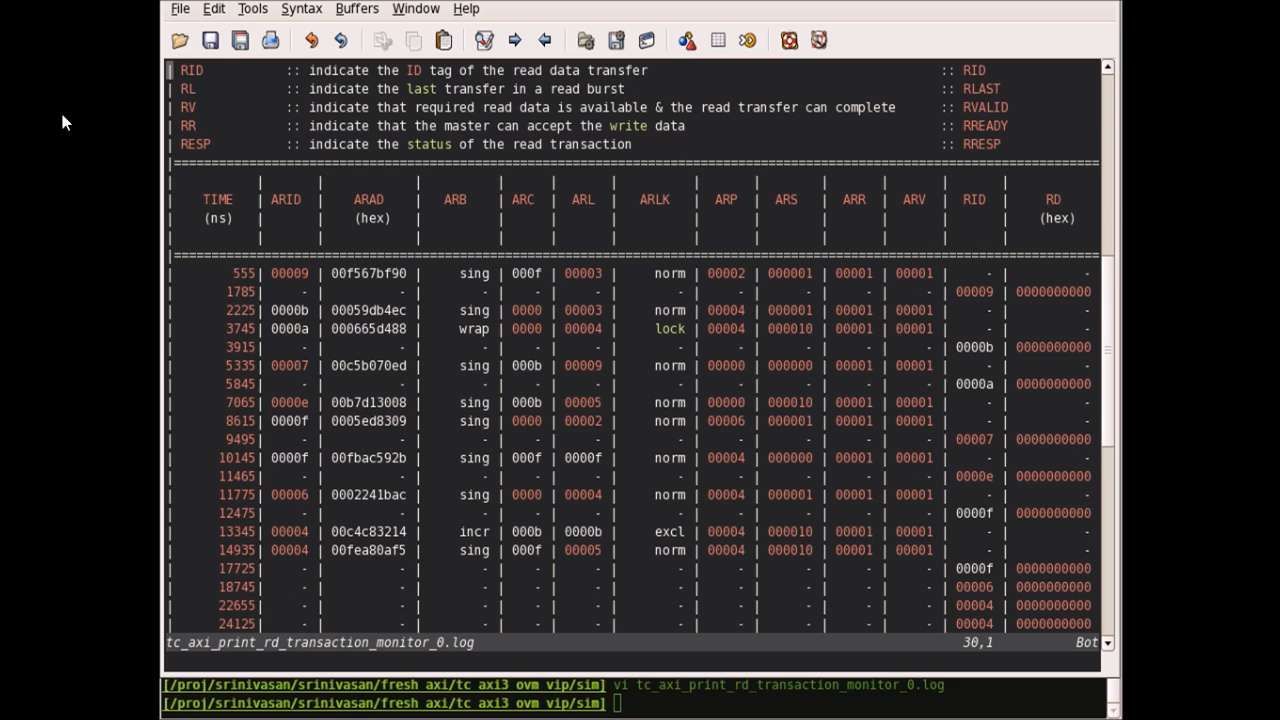 File Edit Tools Syntax Buffers Window Help
| RID :: indicate the ID tag of the read data transfer :: RID
| RL :: indicate the last transfer in a read burst :: RLAST
| RV :: indicate that required read data is available & the read transfer can complete :: RVALID
| RR :: indicate that the master can accept the write data :: RREADY
| RESP :: indicate the status of the read transaction :: RRESP
| TIME | ARID | ARAD | ARB | ARC | ARL | ARLK | ARP | ARS | ARR | ARV | RID | RD
| (ns) | | (hex) | | | | | | | | | | (hex)
| 555| 00009 | 00f567bf90 | sing | 000f | 00003 | norm | 00002 | 000001 | 00001 | 00001 | - | -
| 1785| - | - | - | - | - | - | - | - | - | - | 00009 | 0000000000
| 2225| 0000b | 00059db4ec | sing | 0000 | 00003 | norm | 00004 | 000001 | 00001 | 00001 | - | -
| 3745| 0000a | 000665d488 | wrap | 0000 | 00004 | lock | 00004 | 000010 | 00001 | 00001 | - | -
| 3915| - | - | - | - | - | - | - | - | - | - | 0000b | 0000000000
| 5335| 00007 | 00c5b070ed | sing | 000b | 00009 | norm | 00000 | 000000 | 00001 | 00001 | - | -
| 5845| - | - | - | - | - | - | - | - | - | - | 0000a | 0000000000
| 7065| 0000e | 00b7d13008 | sing | 000b | 00005 | norm | 00000 | 000010 | 00001 | 00001 | - | -
| 8615| 0000f | 0005ed8309 | sing | 0000 | 00002 | norm | 00006 | 000001 | 00001 | 00001 | - | -
| 9495| - | - | - | - | - | - | - | - | - | - | 00007 | 0000000000
| 10145| 0000f | 00fbac592b | sing | 000f | 0000f | norm | 00004 | 000000 | 00001 | 00001 | - | -
| 11465| - | - | - | - | - | - | - | - | - | - | 0000e | 0000000000
| 11775| 00006 | 0002241bac | sing | 0000 | 00004 | norm | 00004 | 000001 | 00001 | 00001 | - | -
| 12475| - | - | - | - | - | - | - | - | - | - | 0000f | 0000000000
| 13345| 00004 | 00c4c83214 | incr | 000b | 0000b | excl | 00004 | 000010 | 00001 | 00001 | - | -
| 14935| 00004 | 00fea80af5 | sing | 000f | 00005 | norm | 00004 | 000010 | 00001 | 00001 | - | -
| 17725| - | - | - | - | - | - | - | - | - | - | 0000f | 0000000000
| 18745| - | - | - | - | - | - | - | - | - | - | 00006 | 0000000000
| 22655| - | - | - | - | - | - | - | - | - | - | 00004 | 0000000000
| 24125| - | - | - | - | - | - | - | - | - | - | 00004 | 0000000000
tc_axi_print_rd_transaction_monitor_0.log 30,1 Bot
[/proj/srinivasan/srinivasan/fresh_axi/tc_axi3_ovm_vip/sim] vi tc_axi_print_rd_transaction_monitor_0.log
[/proj/srinivasan/srinivasan/fresh_axi/tc_axi3_ovm_vip/sim]